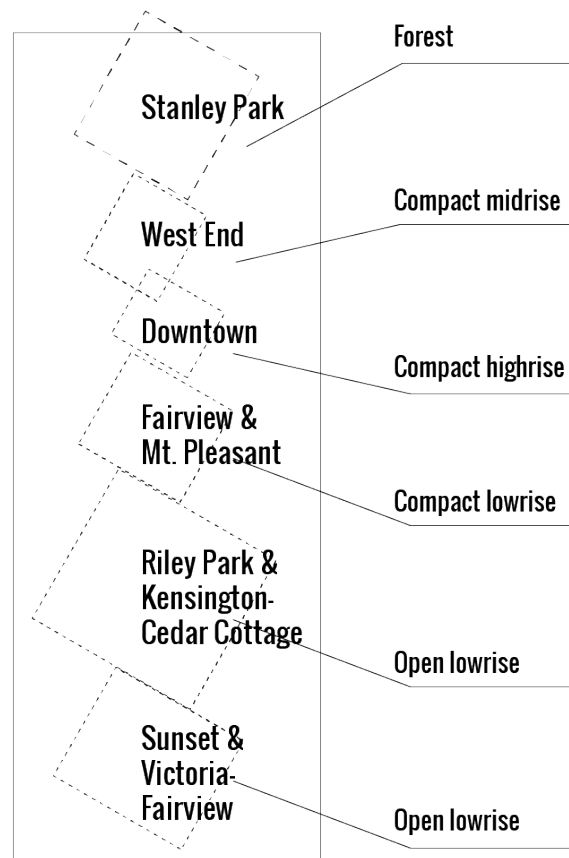 Forest
Stanley Park
Compact midrise
West End
Downtown
Compact highrise
Fairview &
Mt. Pleasant
Compact lowrise
Riley Park &
Kensington-
Cedar Cottage
Open lowrise
Sunset &
Victoria-
Fairview
Open lowrise